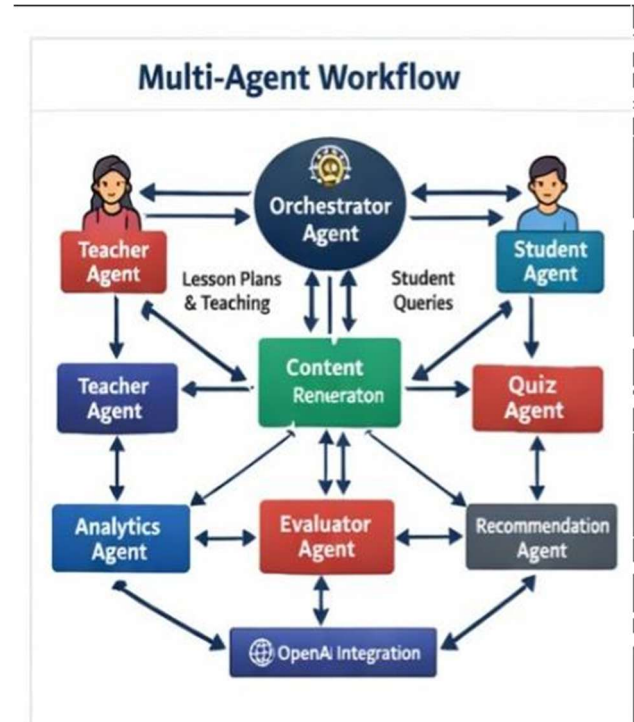 Multi-Agent Workflow
Orchestrator
Agent
Teacher
Agent
Lesson Plans
& Teaching
Student
Queries
Student
Agent
Teacher
Agent
Content
Quiz
Agent
Analytics
Agent
Evaluator
Agent
Recommendation
Agent
OpenAI Integration